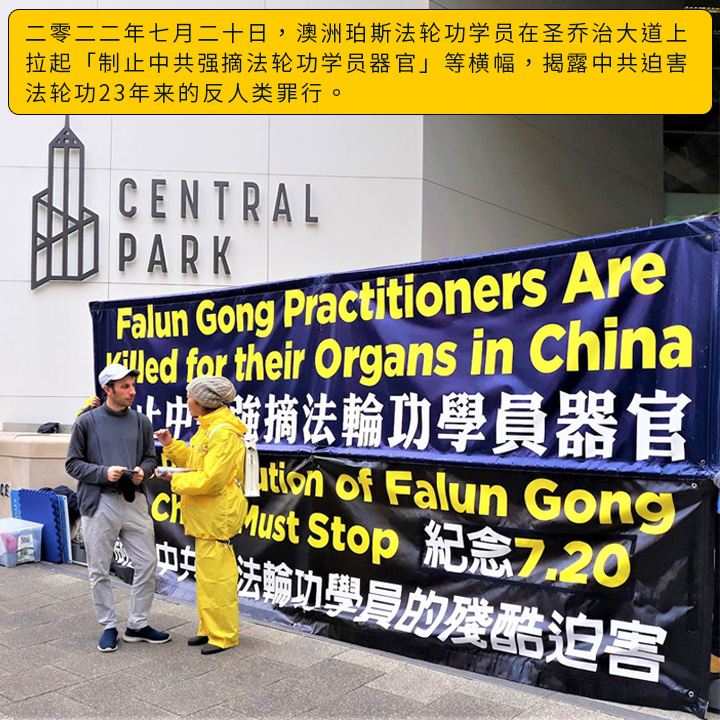 二零二二年七月二十日，澳洲珀斯法轮功学员在圣乔治大道上
拉起「制止中共强摘法轮功学员器官」等横幅，揭露中共迫害
法轮功23年来的反人类罪行。
CENTRAL
PARK
Falun Gong Practitioners Are
Killed for their Organs in China
止中 強摘法輪功學員器官
of Falun Gong
Must Stop 紀念7.20
中共 法輪功學員的殘酷迫害